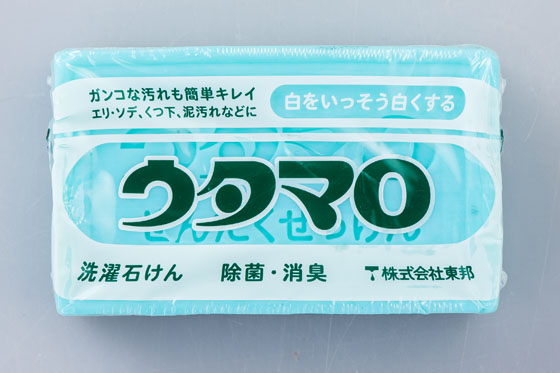 ガンコな汚れも簡単キレイ
エリ・ソデ、くつ下、泥汚れなどに
白をいっそう白くする
ウタマロ
せんたくせっけん
洗濯石けん 除菌・消臭 株式会社東邦